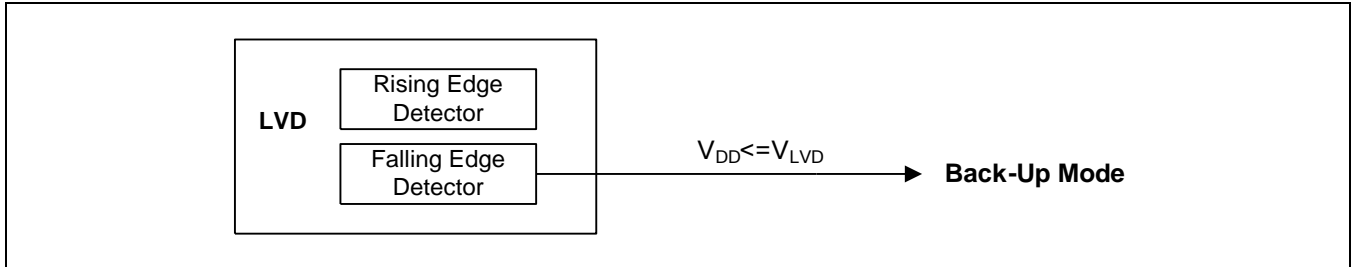 Rising Edge
Detector
LVD
Falling Edge
Detector
VDD<=VLVD
Back-Up Mode